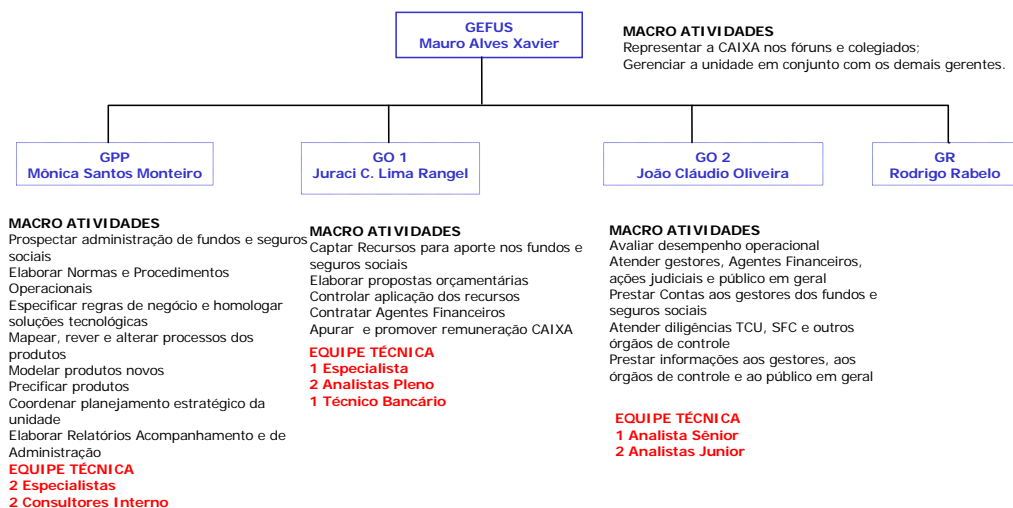 GEFUS
Mauro Alves Xavier
MACRO ATIVIDADES
Representar a CAIXA nos fóruns e colegiados;
Gerenciar a unidade em conjunto com os demais gerentes.
GPP
Mônica Santos Monteiro
GO 1
Juraci C. Lima Rangel
GO 2
João Cláudio Oliveira
GR
Rodrigo Rabelo
MACRO ATIVIDADES
Prospectar administração de fundos e seguros
sociais
Elaborar Normas e Procedimentos
Operacionais
Especificar regras de negócio e homologar
soluções tecnológicas
Mapear, rever e alterar processos dos
produtos
Modelar produtos novos
Precificar produtos
Coordenar planejamento estratégico da
unidade
Elaborar Relatórios Acompanhamento e de
Administração
EQUIPE TÉCNICA
2 Especialistas
2 Consultores Interno
MACRO ATIVIDADES
Captar Recursos para aporte nos fundos e
seguros sociais
Elaborar propostas orçamentárias
Controlar aplicação dos recursos
Contratar Agentes Financeiros
Apurar e promover remuneração CAIXA
EQUIPE TÉCNICA
1 Especialista
2 Analistas Pleno
1 Técnico Bancário
MACRO ATIVIDADES
Avaliar desempenho operacional
Atender gestores, Agentes Financeiros,
ações judiciais e público em geral
Prestar Contas aos gestores dos fundos e
seguros sociais
Atender diligências TCU, SFC e outros
órgãos de controle
Prestar informações aos gestores, aos
órgãos de controle e ao público em geral
EQUIPE TÉCNICA
1 Analista Sênior
2 Analistas Junior